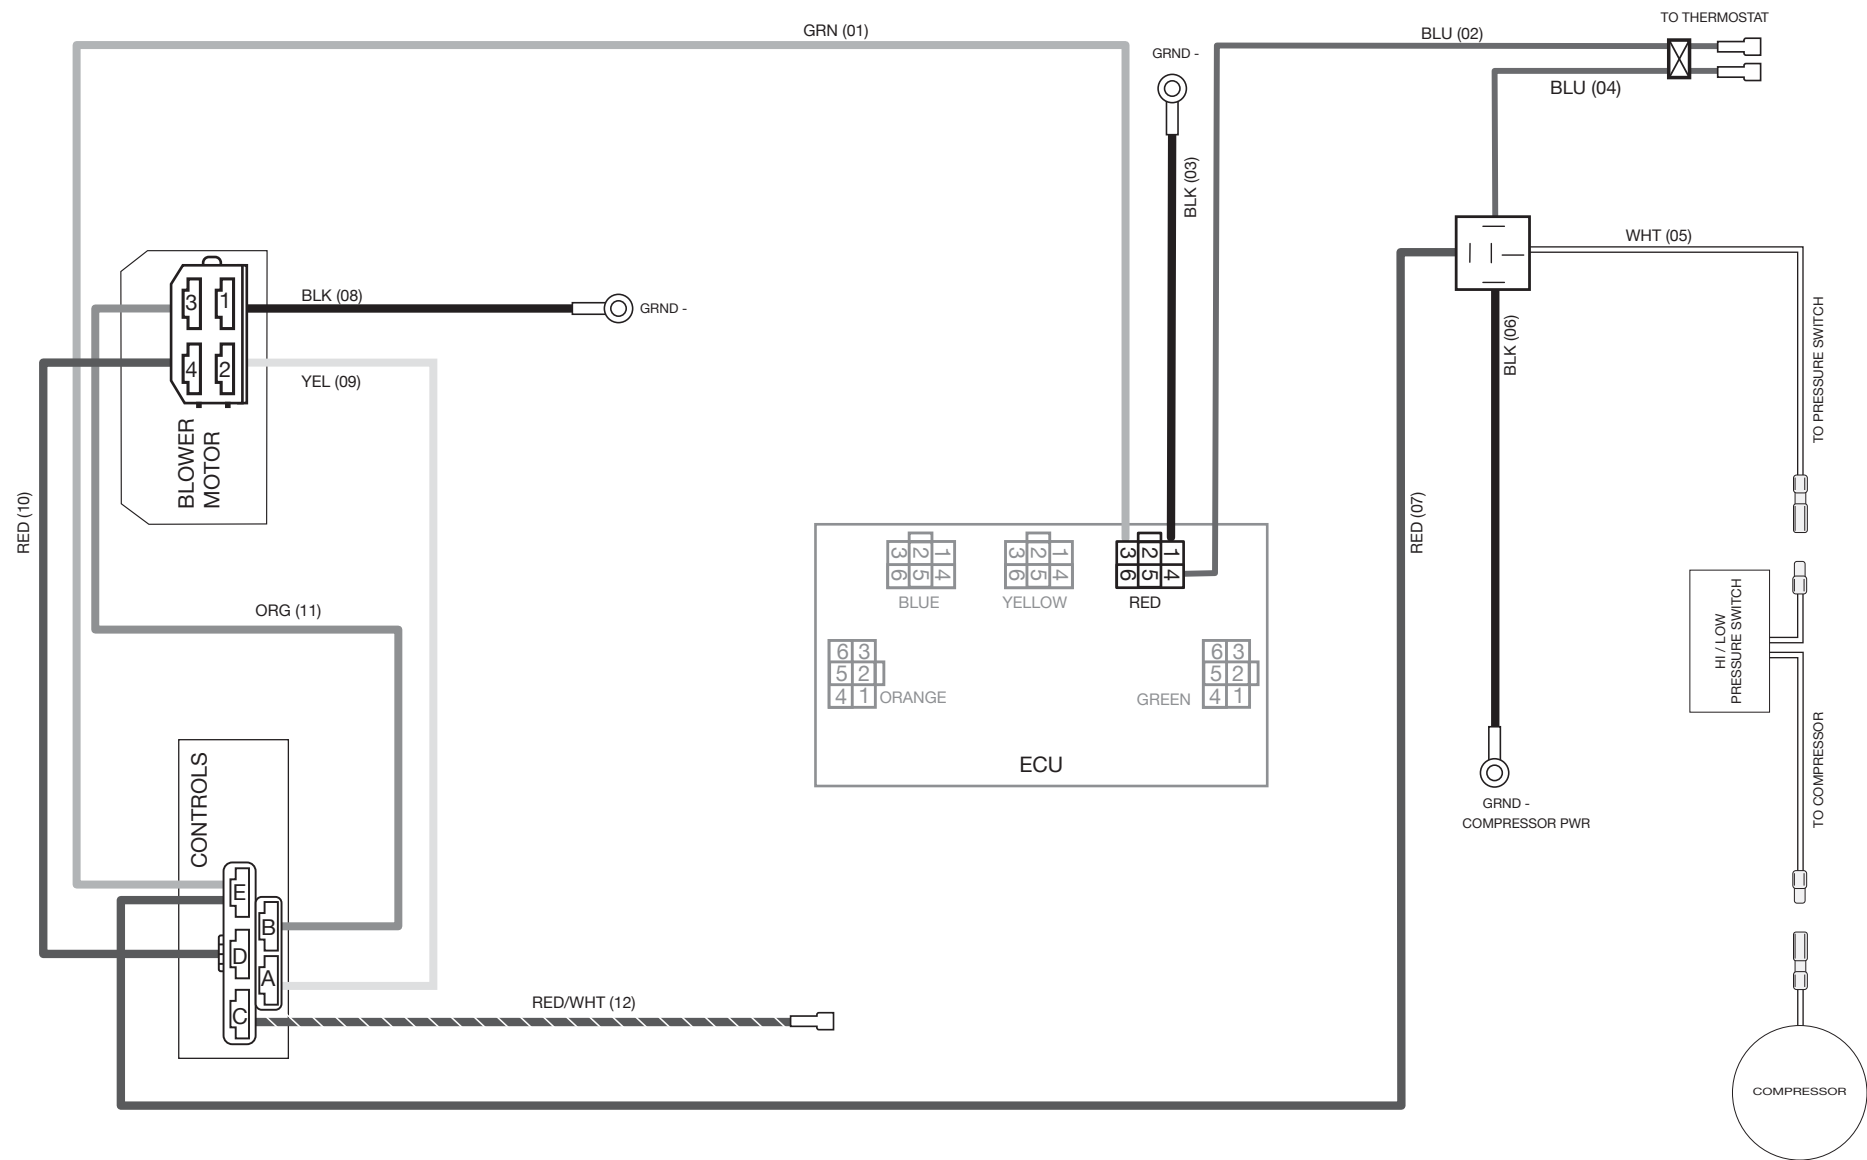 TO THERMOSTAT
GRN (01)
BLU (02)
GRND -
BLU (04)
BLK (03)
WHT (05)
BLK (08)
GRND -
3 1
4 2
YEL (09)
BLOWER
MOTOR
RED (10)
BLK (06)
TO PRESSURE SWITCH
RED (07)
3 2 1
6 5 4
BLUE
3 2 1
6 5 4
YELLOW
3 2 1
6 5 4
RED
ORG (11)
6 3
5 2
4 1
ORANGE
GREEN
6 3
5 2
4 1
ECU
HI / LOW
PRESSURE SWITCH
TO COMPRESSOR
GRND -
COMPRESSOR PWR
CONTROLS
E
B
D
A
C
RED/WHT (12)
COMPRESSOR